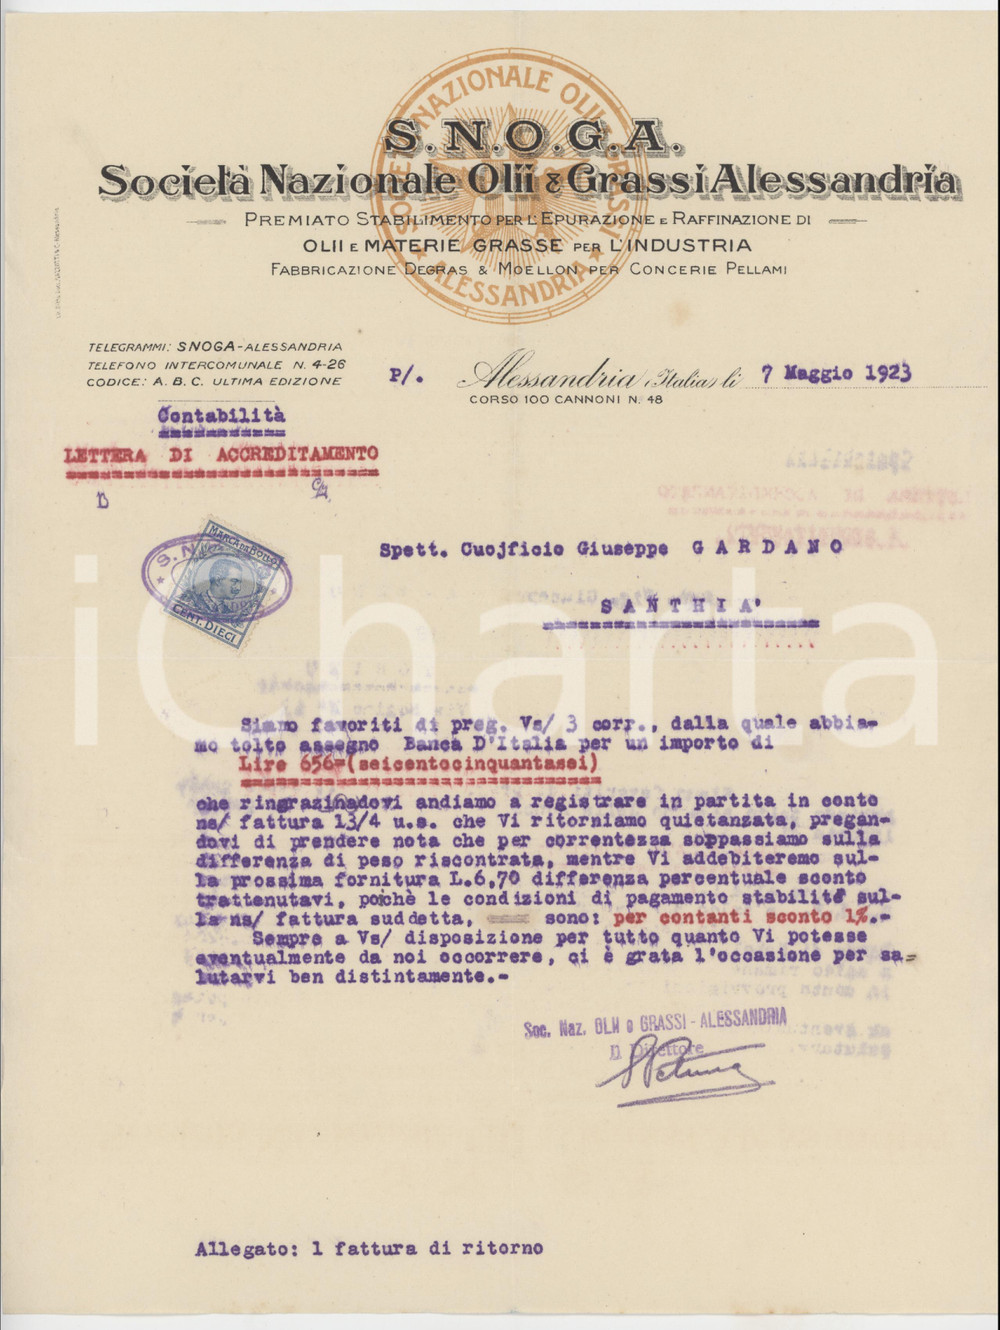 SOCIETÀ NAZIONALE OLII & GRASSI
★ ALESSANDRIA ★
S.N.O.G.A.
Società Nazionale Olii & Grassi Alessandria
PREMIATO STABILIMENTO PER L'EPURAZIONE E RAFFINAZIONE DI
OLII E MATERIE GRASSE PER L'INDUSTRIA
FABBRICAZIONE DEGRAS & MOELLON PER CONCERIE PELLAMI
TELEGRAMMI: SNOGA-ALESSANDRIA
TELEFONO INTERCOMUNALE N. 4-26
CODICE: A. B. C. ULTIMA EDIZIONE
P/. Alessandria (Italia) lì 7 Maggio 1923
CORSO 100 CANNONI N. 48
Contabilità
LETTERA DI ACCREDITAMENTO
MARCA DA BOLLO
CENT. DIECI
Spett. Cuojficio Giuseppe G A R D A N O
S A N T H I A'
Siamo favoriti di preg. Vs/ 3 corr., dalla quale abbia-
mo tolto assegno Banca D'Italia per un importo di
Lire 656=(seicentocinquantasei)
che ringrazinadovi andiamo a registrare in partita in conto
ns/ fattura 13/4 u.s. che Vi ritorniamo quietanzata, pregan-
dovi di prendere nota che per correntezza soppassiamo sulla
differenza di peso riscontrata, mentre Vi addebiteremo sul-
la prossima fornitura L.6,70 differenza percentuale sconto
trattenutavi, poichè le condizioni di pagamento stabilite sul-
la ns/ fattura suddetta, sono: per contanti sconto 1%.-
Sempre a Vs/ disposizione per tutto quanto Vi potesse
eventualmente da noi occorrere, ci è grata l'occasione per sa=
lutarvi ben distintamente.-
Soc. Naz. OLII e GRASSI - ALESSANDRIA
Il Direttore
Allegato: 1 fattura di ritorno
iCharta